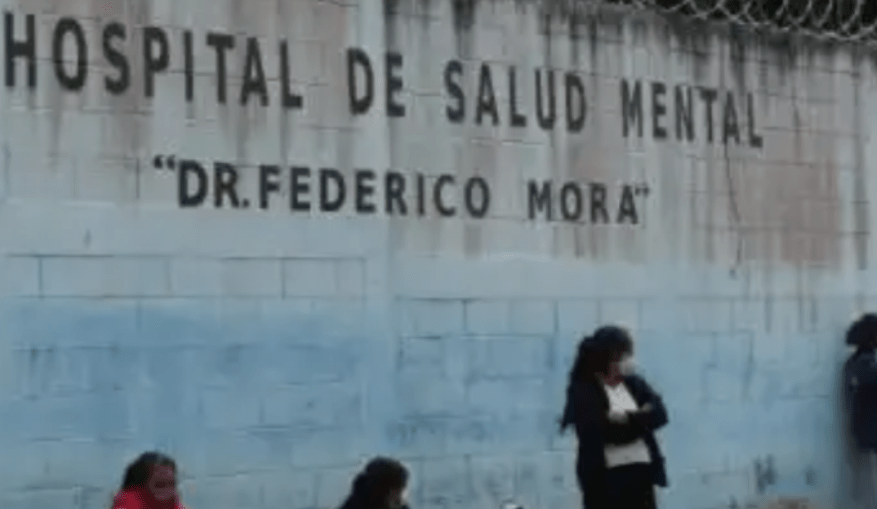 HOSPITAL DE SALUD MENTAL
"DR. FEDERICO MORA"